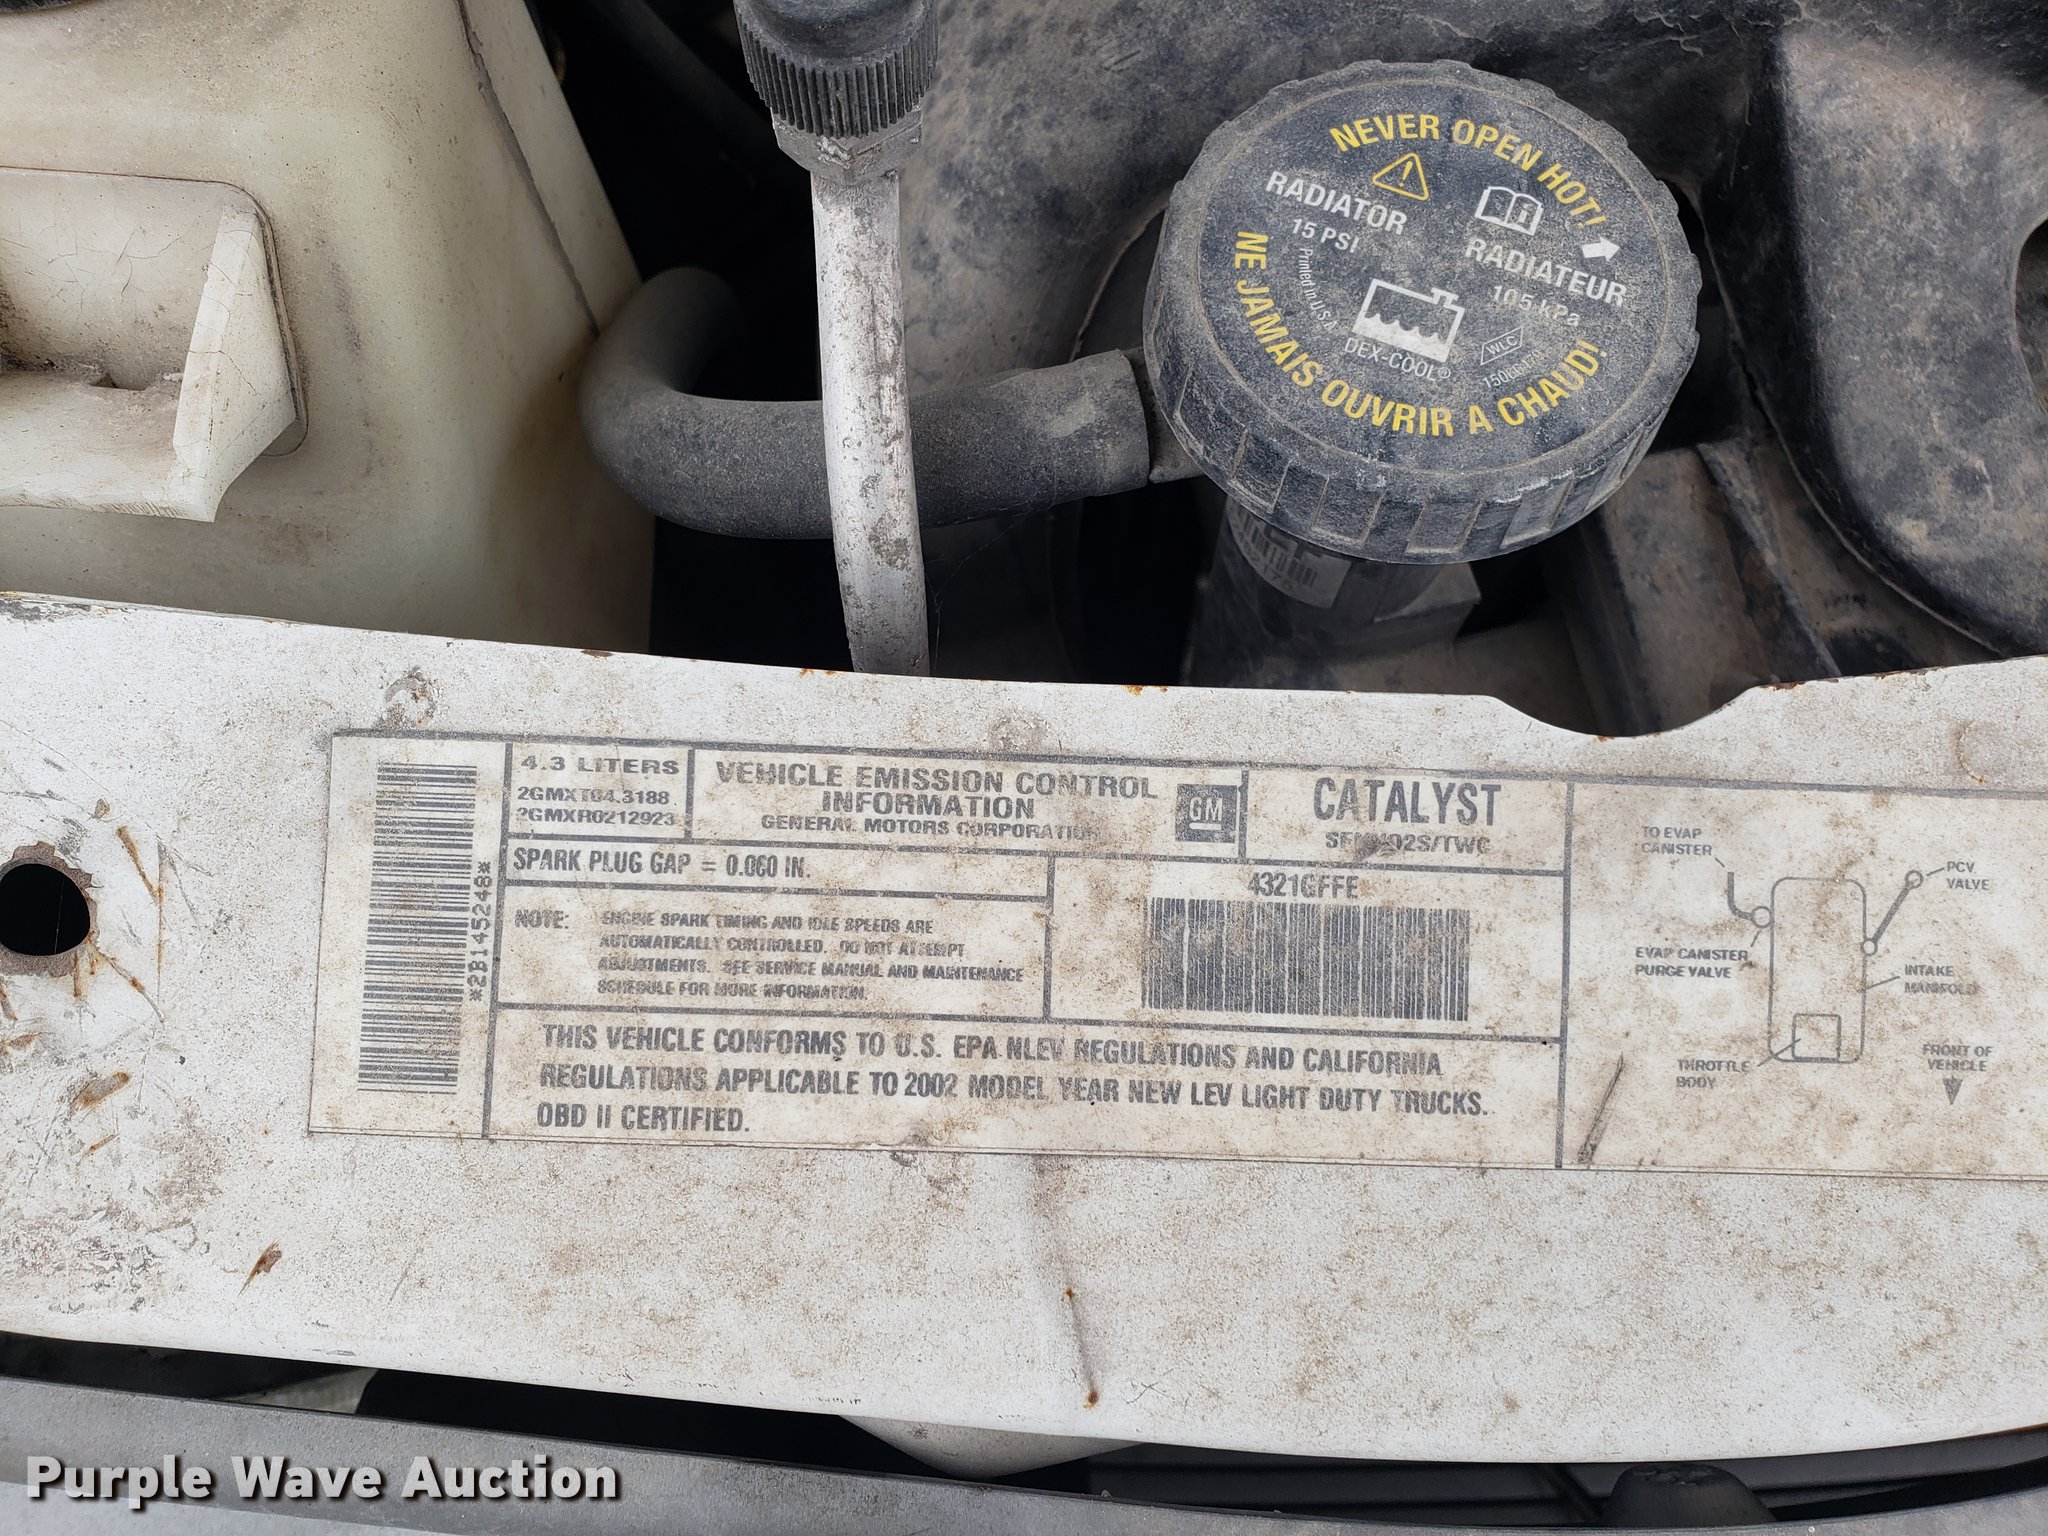 NEVER OPEN HOT!
RADIATOR
15 PSI
RADIATEUR
105 kPa
Printed in U.S.A
DEX-COOL®
WLC
NE JAMAIS OUVRIR A CHAUD!
4.3 LITERS
2GMXT04.3188
2GMXR0212923
VEHICLE EMISSION CONTROL
INFORMATION
GENERAL MOTORS CORPORATION
GM
CATALYST
*2B145248*
SPARK PLUG GAP = 0.060 IN.
4321GFFE
NOTE: ENGINE SPARK TIMING AND IDLE SPEEDS ARE
AUTOMATICALLY CONTROLLED. DO NOT ATTEMPT
ADJUSTMENTS. SEE SERVICE MANUAL AND MAINTENANCE
SCHEDULE FOR MORE INFORMATION.
THIS VEHICLE CONFORMS TO U.S. EPA NLEV REGULATIONS AND CALIFORNIA
REGULATIONS APPLICABLE TO 2002 MODEL YEAR NEW LEV LIGHT DUTY TRUCKS.
OBD II CERTIFIED.
TO EVAP
CANISTER
PCV
VALVE
EVAP CANISTER
PURGE VALVE
INTAKE
MANIFOLD
THROTTLE
BODY
FRONT OF
VEHICLE
Purple Wave Auction